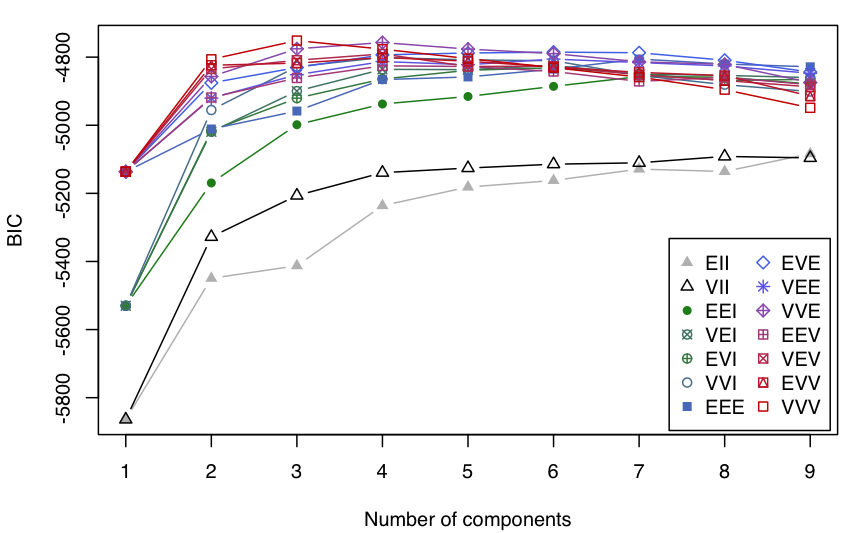 -4800
-5000
-5200
-5400
-5600
-5800
BIC
1 2 3 4 5 6 7 8 9
Number of components
EII EVE
VII VEE
EEI VVE
VEI EEV
EVI VEV
VVI EVV
EEE VVV